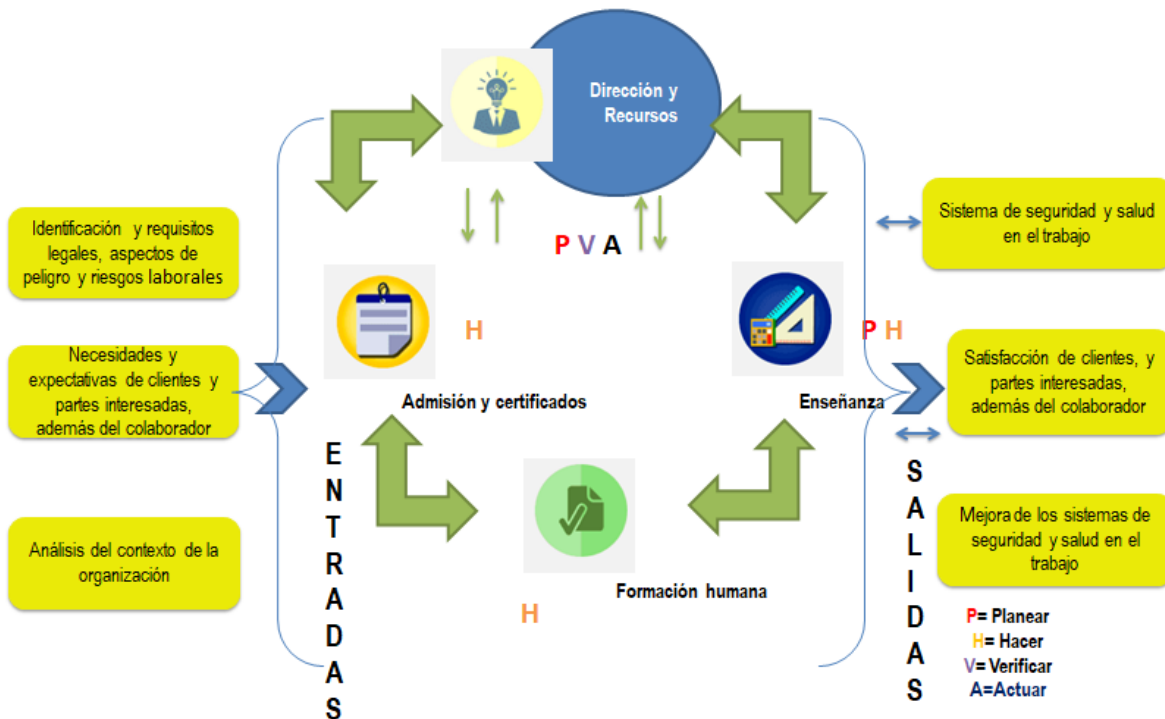 Dirección y
Recursos
Identificación y requisitos
legales, aspectos de
peligro y riesgos laborales
Necesidades y
expectativas de clientes y
partes interesadas,
además del colaborador
Análisis del contexto de la
organización
ENTRADAS
P V A
H
Admisión y certificados
P H
Enseñanza
Formación humana
H
SALIDAS
Sistema de seguridad y salud
en el trabajo
Satisfacción de clientes, y
partes interesadas,
además del colaborador
Mejora de los sistemas de
seguridad y salud en el
trabajo
P= Planear
H= Hacer
V= Verificar
A=Actuar